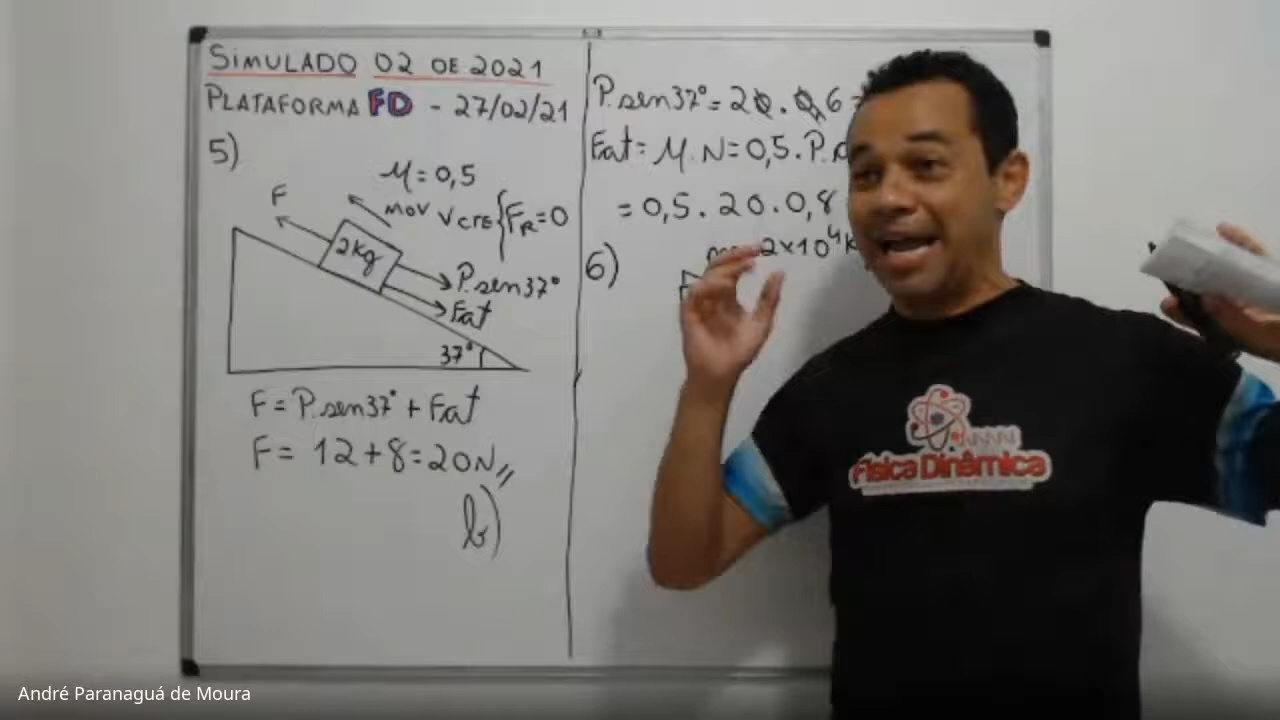 SIMULADO 02 DE 2021
PLATAFORMA FD - 27/02/21
5)
M = 0,5
F
MOV VCTE { FR = 0
2Kg
P.sen37°
Fat
37°
F = P.sen37° + Fat
F = 12 + 8 = 20N,,
b)
P.sen37° = 20 . 0,6 =
Fat = M.N = 0,5 . P.
= 0,5 . 20 . 0,8
6)
2x10⁴
Física Dinâmica
André Paranaguá de Moura